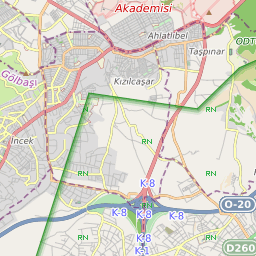 Akademisi
Ahlatlıbel
ODT
Taşpınar
Kızılcaşar
Gölbaşı
RN
RN
İncek
RN
RN
K-8
RN
RN
K-8
O-20
K-8
K-8
K-8
K-8
RN
RN
K-1
D260